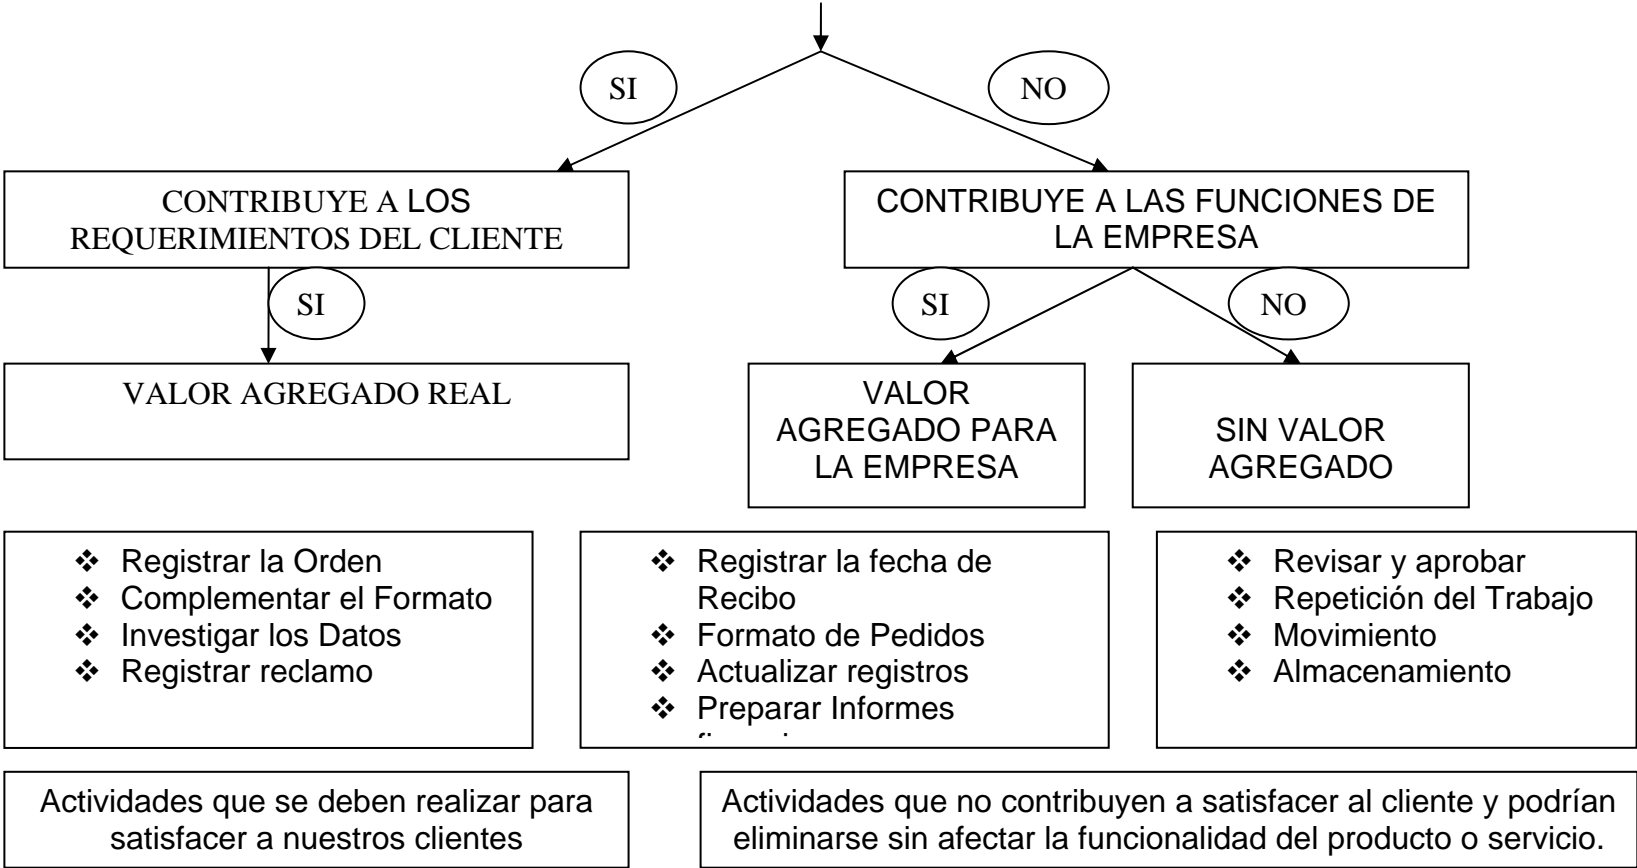 SI
NO
CONTRIBUYE A LOS
REQUERIMIENTOS DEL CLIENTE
CONTRIBUYE A LAS FUNCIONES DE
LA EMPRESA
SI
SI
NO
VALOR AGREGADO REAL
VALOR
AGREGADO PARA
LA EMPRESA
SIN VALOR
AGREGADO
❖ Registrar la Orden
❖ Complementar el Formato
❖ Investigar los Datos
❖ Registrar reclamo
❖ Registrar la fecha de
Recibo
❖ Formato de Pedidos
❖ Actualizar registros
❖ Preparar Informes
❖ Revisar y aprobar
❖ Repetición del Trabajo
❖ Movimiento
❖ Almacenamiento
Actividades que se deben realizar para
satisfacer a nuestros clientes
Actividades que no contribuyen a satisfacer al cliente y podrían
eliminarse sin afectar la funcionalidad del producto o servicio.